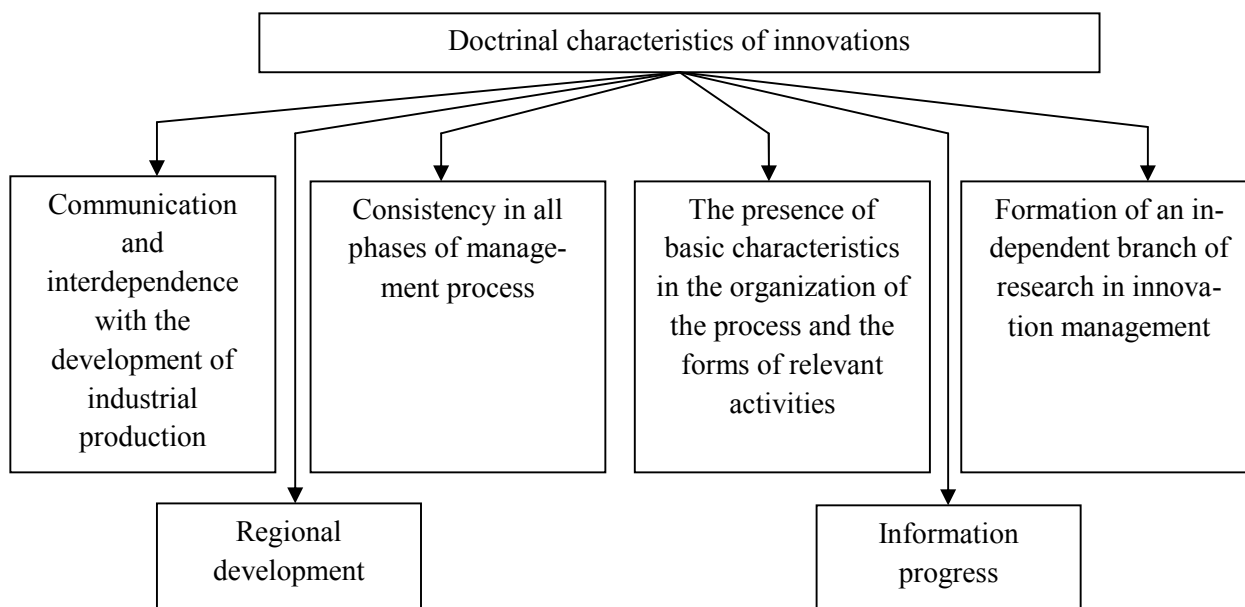 Doctrinal characteristics of innovations
Communication
and
interdependence
with the
development of
industrial
production
Consistency in all
phases of manage-
ment process
The presence of
basic characteristics
in the organization of
the process and the
forms of relevant
activities
Formation of an in-
dependent branch of
research in innova-
tion management
Regional
development
Information
progress